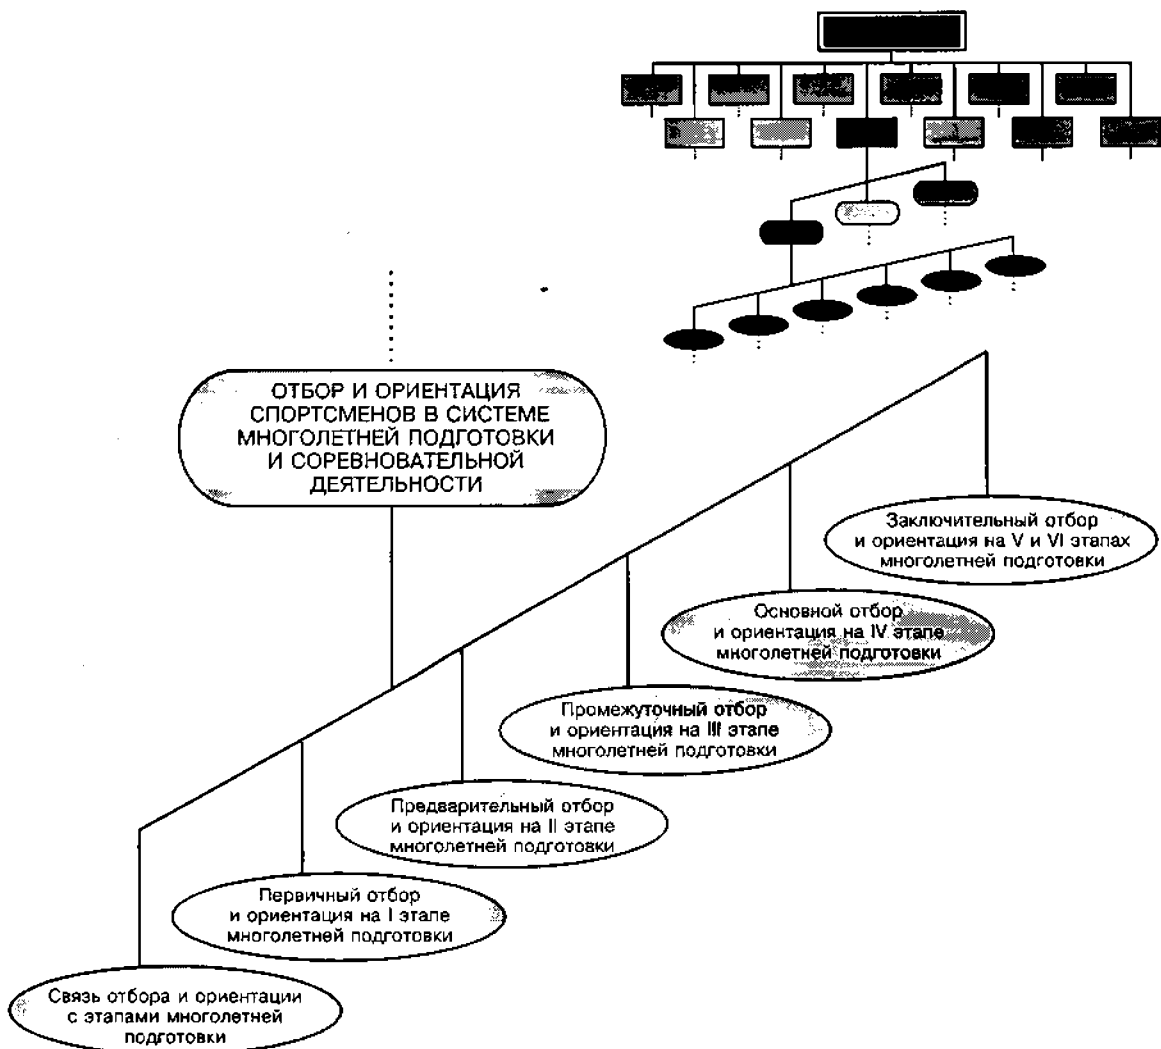 ОТБОР И ОРИЕНТАЦИЯ
СПОРТСМЕНОВ В СИСТЕМЕ
МНОГОЛЕТНЕЙ ПОДГОТОВКИ
И СОРЕВНОВАТЕЛЬНОЙ
ДЕЯТЕЛЬНОСТИ
Заключительный отбор
и ориентация на V и VI этапах
многолетней подготовки
Основной отбор
и ориентация на IV этапе
многолетней подготовки
Промежуточный отбор
и ориентация на III этапе
многолетней подготовки
Предварительный отбор
и ориентация на II этапе
многолетней подготовки
Первичный отбор
и ориентация на I этапе
многолетней подготовки
Связь отбора и ориентации
с этапами многолетней
подготовки